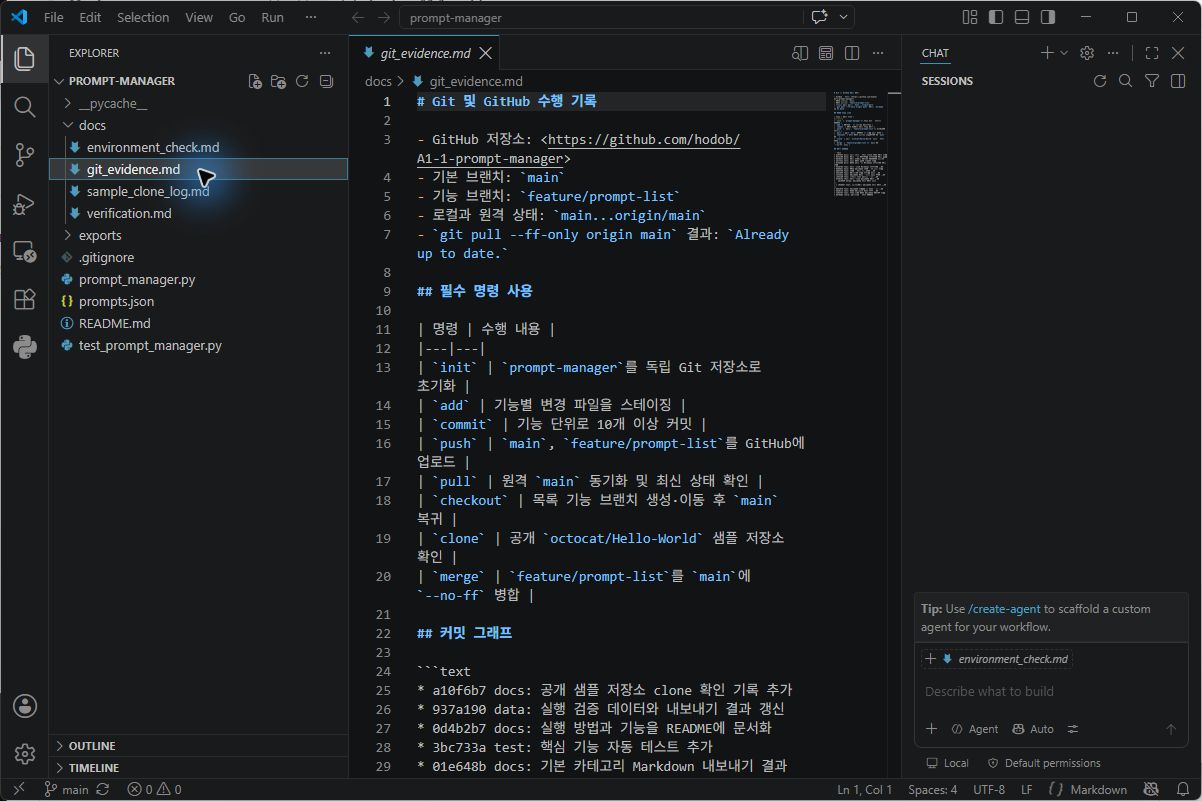 File Edit Selection View Go Run ··· prompt-manager
EXPLORER
PROMPT-MANAGER
__pycache__
docs
environment_check.md
git_evidence.md
sample_clone_log.md
verification.md
exports
.gitignore
prompt_manager.py
prompts.json
README.md
test_prompt_manager.py
OUTLINE
TIMELINE
git_evidence.md
docs > git_evidence.md
1 # Git 및 GitHub 수행 기록
2
3 - GitHub 저장소: <https://github.com/hodob/
A1-1-prompt-manager>
4 - 기본 브랜치: `main`
5 - 기능 브랜치: `feature/prompt-list`
6 - 로컬과 원격 상태: `main...origin/main`
7 - `git pull --ff-only origin main` 결과: `Already
up to date.`
8
9 ## 필수 명령 사용
10
11 | 명령 | 수행 내용 |
12 |---|---|
13 | `init` | `prompt-manager`를 독립 Git 저장소로
초기화 |
14 | `add` | 기능별 변경 파일을 스테이징 |
15 | `commit` | 기능 단위로 10개 이상 커밋 |
16 | `push` | `main`, `feature/prompt-list`를 GitHub에
업로드 |
17 | `pull` | 원격 `main` 동기화 및 최신 상태 확인 |
18 | `checkout` | 목록 기능 브랜치 생성·이동 후 `main`
복귀 |
19 | `clone` | 공개 `octocat/Hello-World` 샘플 저장소
확인 |
20 | `merge` | `feature/prompt-list`를 `main`에
`--no-ff` 병합 |
21
22 ## 커밋 그래프
23
24 ```text
25 * a10f6b7 docs: 공개 샘플 저장소 clone 확인 기록 추가
26 * 937a190 data: 실행 검증 데이터와 내보내기 결과 갱신
27 * 0d4b2b7 docs: 실행 방법과 기능을 README에 문서화
28 * 3bc733a test: 핵심 기능 자동 테스트 추가
29 * 01e648b docs: 기본 카테고리 Markdown 내보내기 결과
CHAT
SESSIONS
Tip: Use /create-agent to scaffold a custom
agent for your workflow.
environment_check.md
Describe what to build
Agent Auto
Local Default permissions
main 0 0 Ln 1, Col 1 Spaces: 4 UTF-8 LF {} Markdown